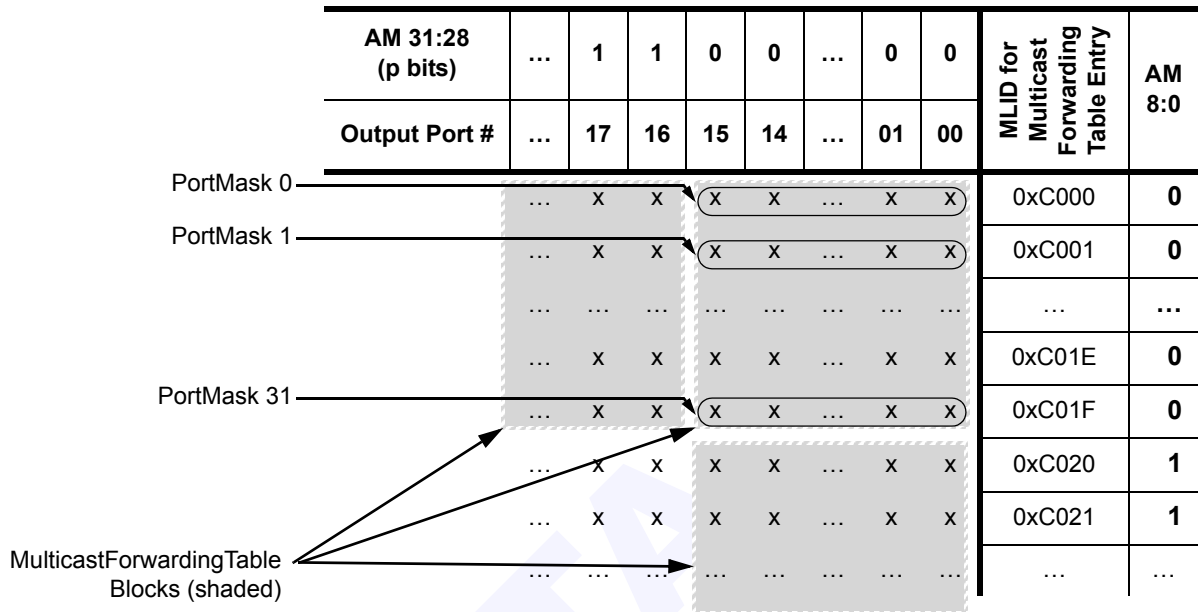 AM 31:28 (p bits) … 1 1 0 0 … 0 0 MLID for Multicast Forwarding Table Entry AM 8:0
Output Port # … 17 16 15 14 … 01 00
PortMask 0 … x x x x … x x 0xC000 0
PortMask 1 … x x x x … x x 0xC001 0
… … … … … … … … … …
… x x x x … x x 0xC01E 0
PortMask 31 … x x x x … x x 0xC01F 0
… x x x x … x x 0xC020 1
… x x x x … x x 0xC021 1
MulticastForwardingTable
Blocks (shaded) … … … … … … … … … …